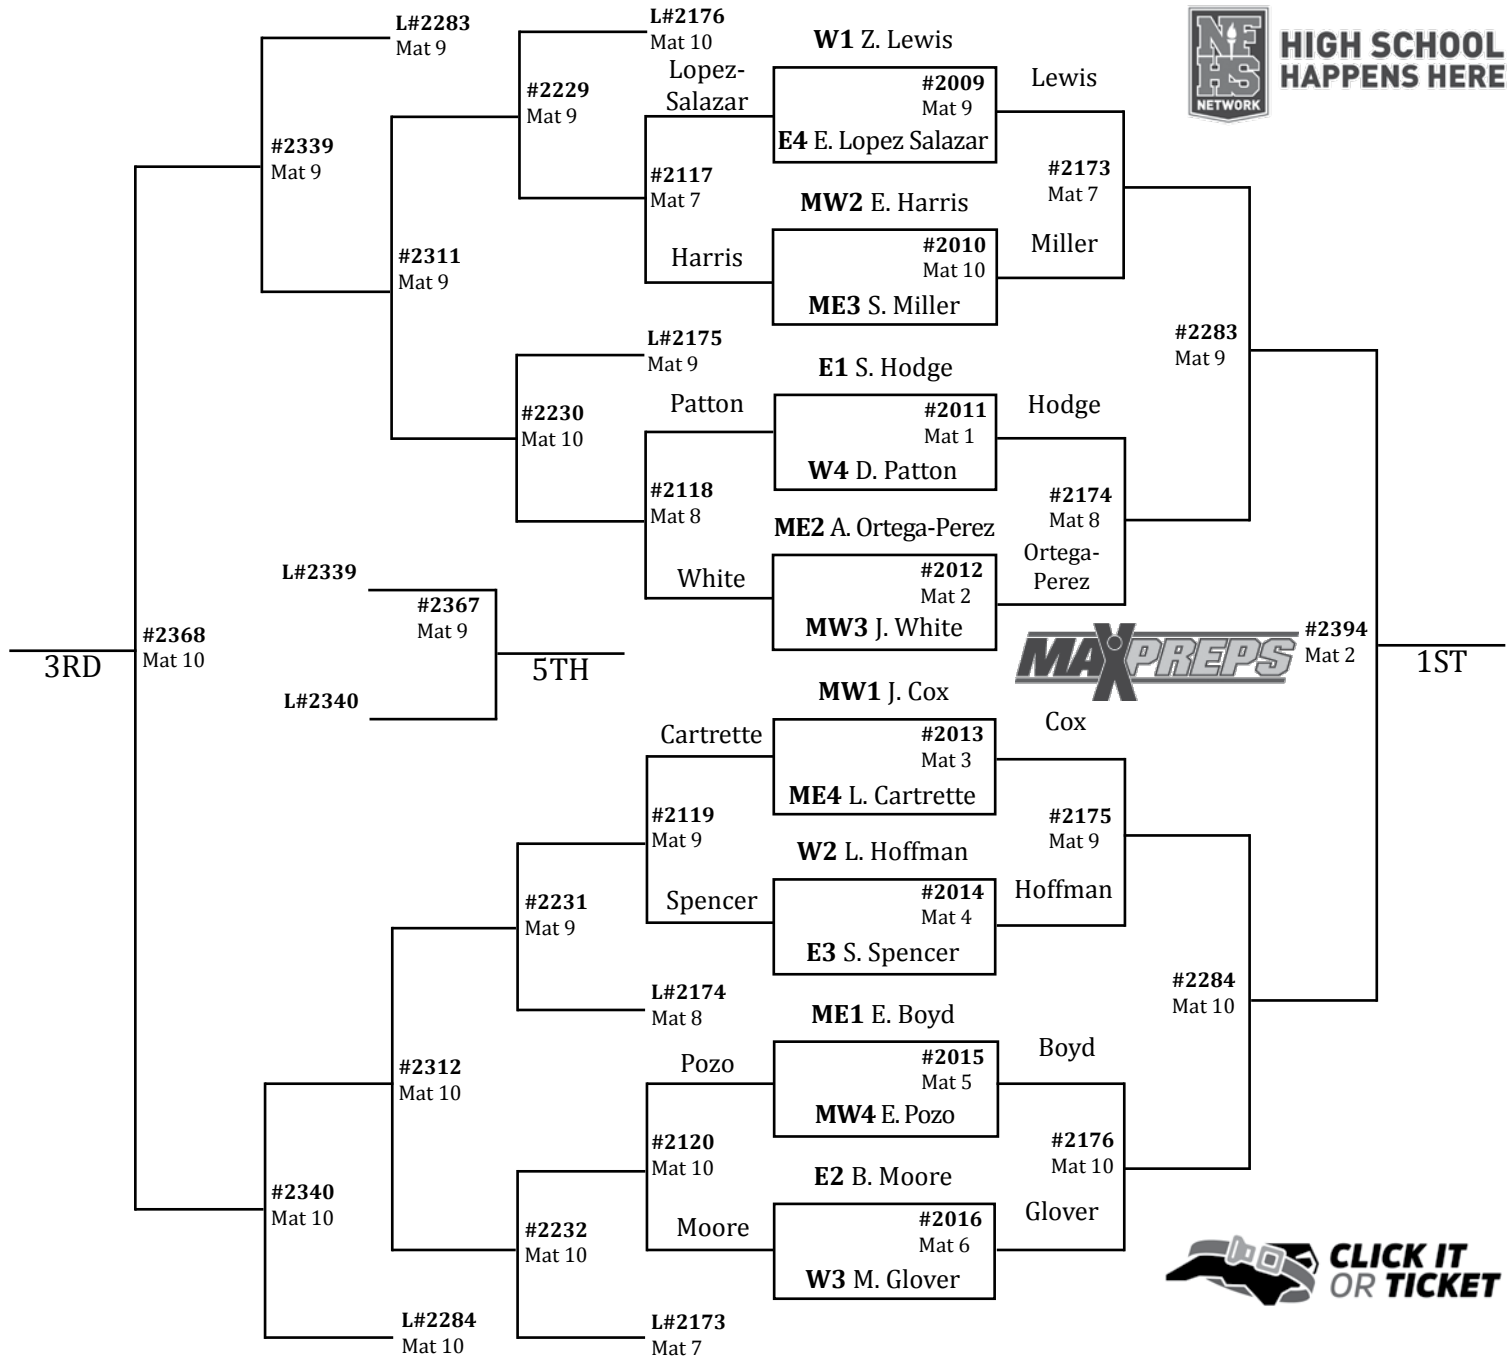 L#2283
Mat 9
L#2176
Mat 10
W1 Z. Lewis
NFHS
NETWORK
HIGH SCHOOL
HAPPENS HERE
#2229
Mat 9
Lopez-
Salazar
#2009
Mat 9
E4 E. Lopez Salazar
Lewis
#2339
Mat 9
#2117
Mat 7
MW2 E. Harris
#2173
Mat 7
#2311
Mat 9
Harris
#2010
Mat 10
ME3 S. Miller
Miller
L#2175
Mat 9
E1 S. Hodge
#2283
Mat 9
#2230
Mat 10
Patton
#2011
Mat 1
W4 D. Patton
Hodge
#2118
Mat 8
ME2 A. Ortega-Perez
#2174
Mat 8
White
#2012
Mat 2
MW3 J. White
Ortega-
Perez
L#2339
#2367
Mat 9
5TH
L#2340
#2368
Mat 10
3RD
MAXPREPS
#2394
Mat 2
1ST
MW1 J. Cox
Cartrette
#2013
Mat 3
ME4 L. Cartrette
Cox
#2119
Mat 9
W2 L. Hoffman
#2175
Mat 9
#2231
Mat 9
Spencer
#2014
Mat 4
E3 S. Spencer
Hoffman
L#2174
Mat 8
ME1 E. Boyd
#2284
Mat 10
#2312
Mat 10
Pozo
#2015
Mat 5
MW4 E. Pozo
Boyd
#2120
Mat 10
E2 B. Moore
#2176
Mat 10
#2340
Mat 10
#2232
Mat 10
Moore
#2016
Mat 6
W3 M. Glover
Glover
L#2284
Mat 10
L#2173
Mat 7
CLICK IT
OR TICKET